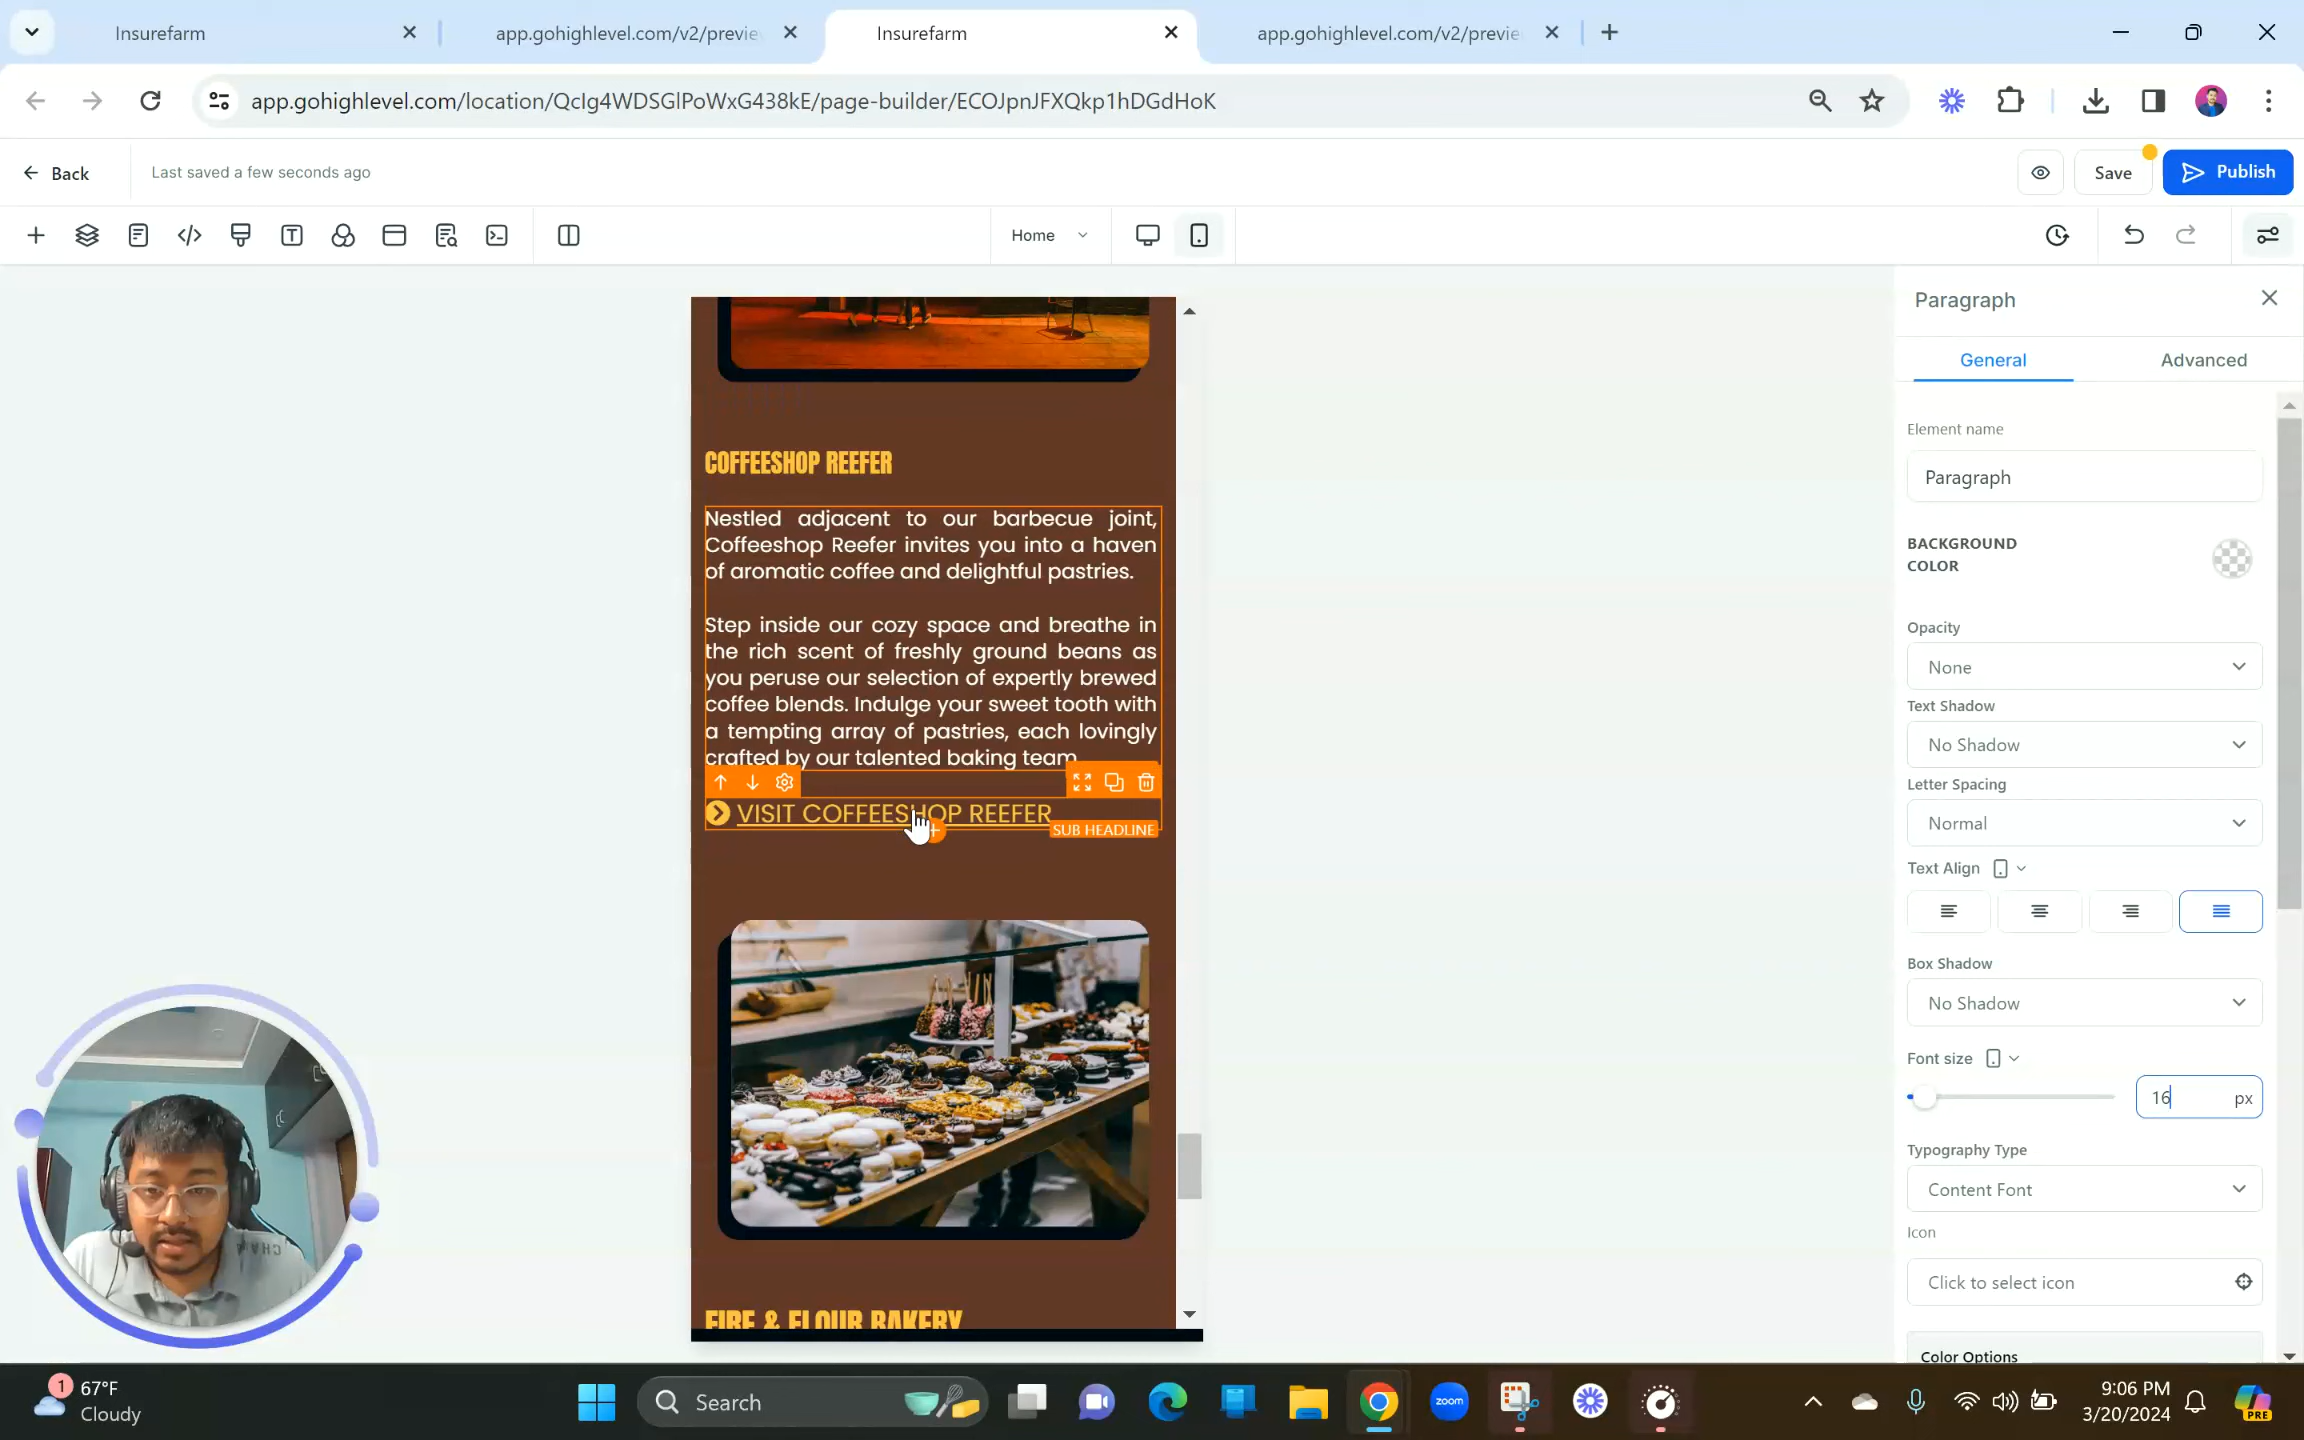 Insurefarm
app.gohighlevel.com/v2/previe
Insurefarm
app.gohighlevel.com/v2/previe
app.gohighlevel.com/location/QcIg4WDSGlPoWxG438kE/page-builder/ECOJpnJFXQkp1hDGdHoK
Back
Last saved a few seconds ago
Save
Publish
Home
COFFEESHOP REEFER
Nestled adjacent to our barbecue joint,
Coffeeshop Reefer invites you into a haven
of aromatic coffee and delightful pastries.
Step inside our cozy space and breathe in
the rich scent of freshly ground beans as
you peruse our selection of expertly brewed
coffee blends. Indulge your sweet tooth with
a tempting array of pastries, each lovingly
crafted by our talented baking team.
VISIT COFFEESHOP REEFER
SUB HEADLINE
FIRE & FLOUR BAKERY
Paragraph
General
Advanced
Element name
Paragraph
BACKGROUND
COLOR
Opacity
None
Text Shadow
No Shadow
Letter Spacing
Normal
Text Align
Box Shadow
No Shadow
Font size
16 px
Typography Type
Content Font
Icon
Click to select icon
Color Options
1
67°F
Cloudy
Search
zoom
9:06 PM
3/20/2024
PRE